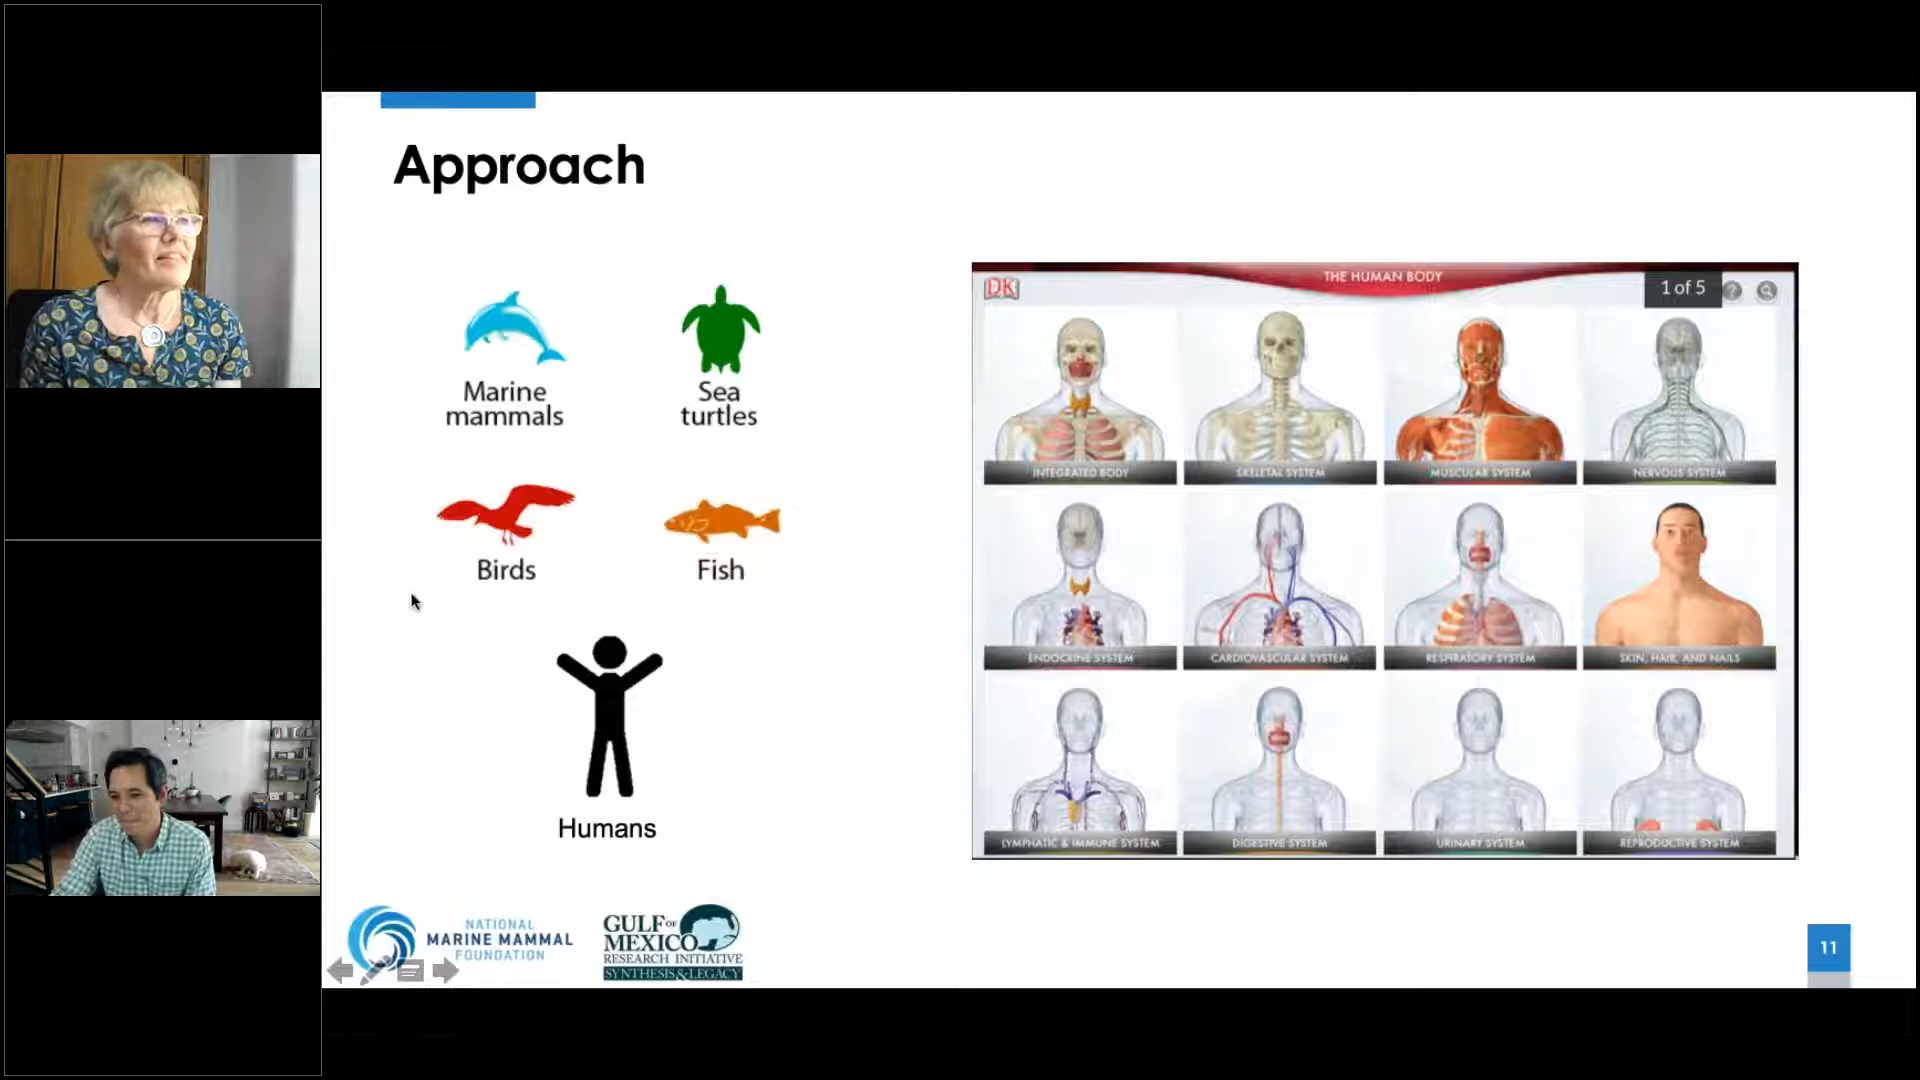 Approach
Marine
mammals
Sea
turtles
Birds
Fish
Humans
DK
THE HUMAN BODY
1 of 5
?
INTEGRATED BODY
SKELETAL SYSTEM
MUSCULAR SYSTEM
NERVOUS SYSTEM
ENDOCRINE SYSTEM
CARDIOVASCULAR SYSTEM
RESPIRATORY SYSTEM
SKIN, HAIR, AND NAILS
LYMPHATIC & IMMUNE SYSTEM
DIGESTIVE SYSTEM
URINARY SYSTEM
REPRODUCTIVE SYSTEM
NATIONAL
MARINE MAMMAL
FOUNDATION
GULF OF
MEXICO
RESEARCH INITIATIVE
SYNTHESIS & LEGACY
11